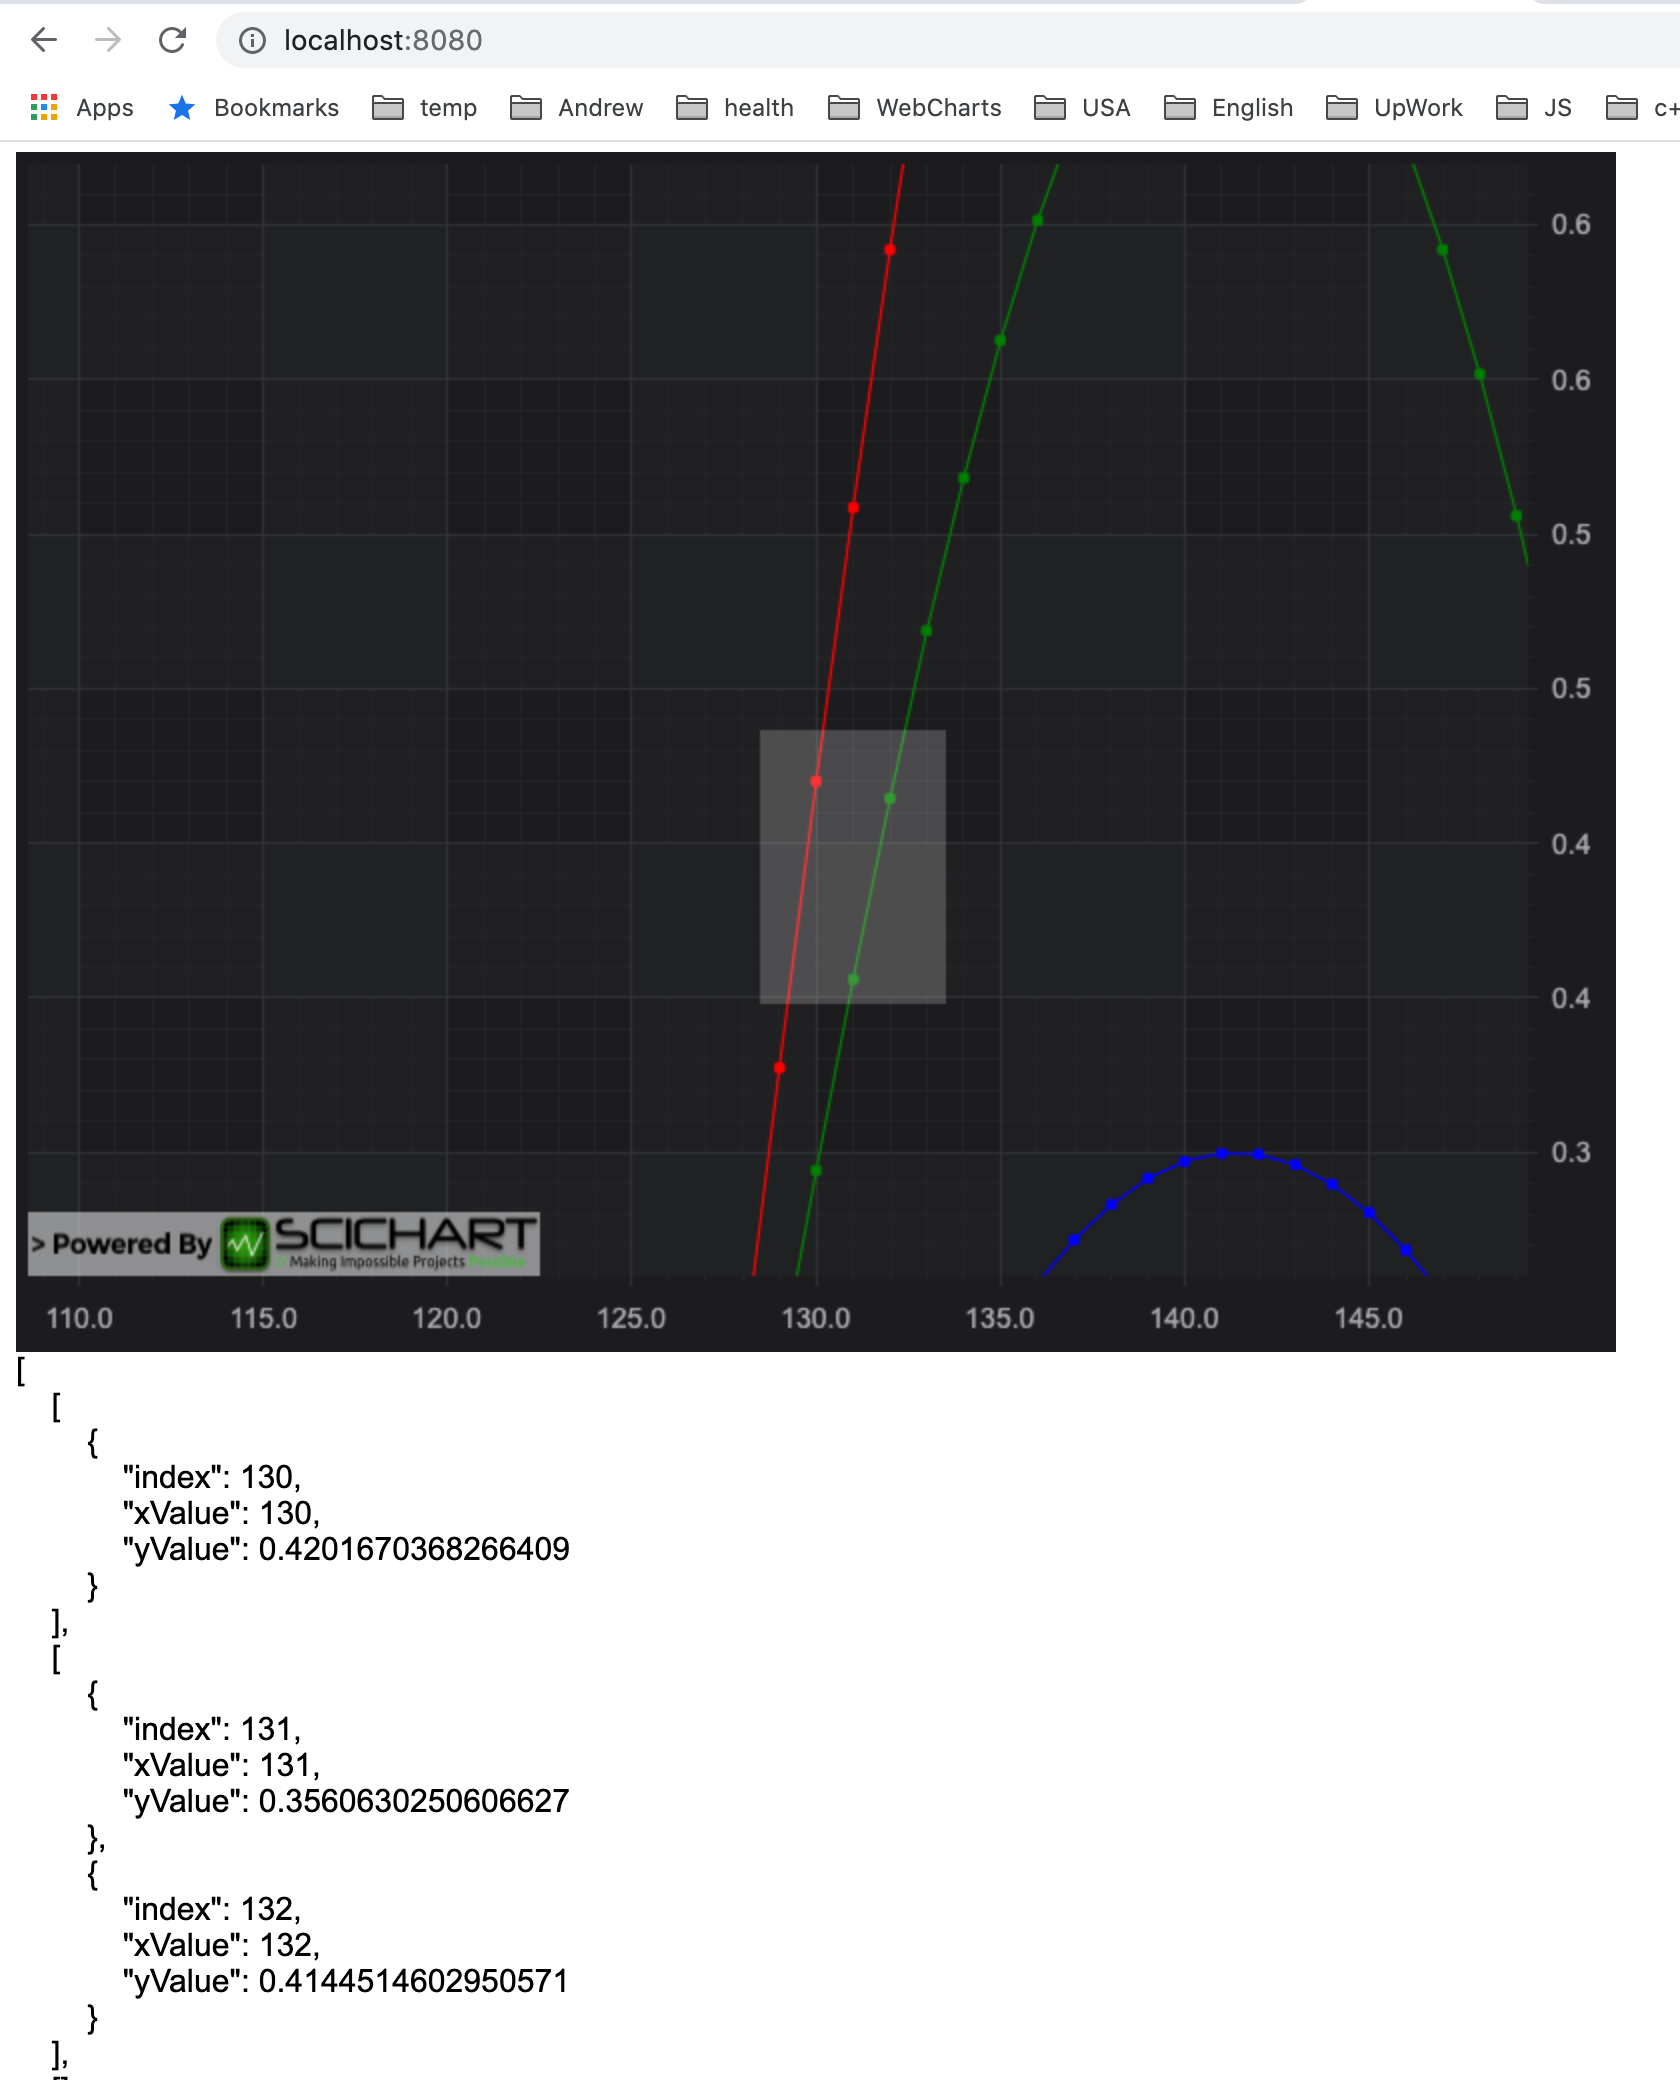 localhost:8080
Apps Bookmarks temp Andrew health WebCharts USA English UpWork JS c+
0.6
0.6
0.5
0.5
0.4
0.4
0.3
> Powered By SCICHART
// Making Impossible Projects Possible
110.0 115.0 120.0 125.0 130.0 135.0 140.0 145.0
[
[
{
"index": 130,
"xValue": 130,
"yValue": 0.4201670368266409
}
],
[
{
"index": 131,
"xValue": 131,
"yValue": 0.3560630250606627
},
{
"index": 132,
"xValue": 132,
"yValue": 0.4144514602950571
}
],